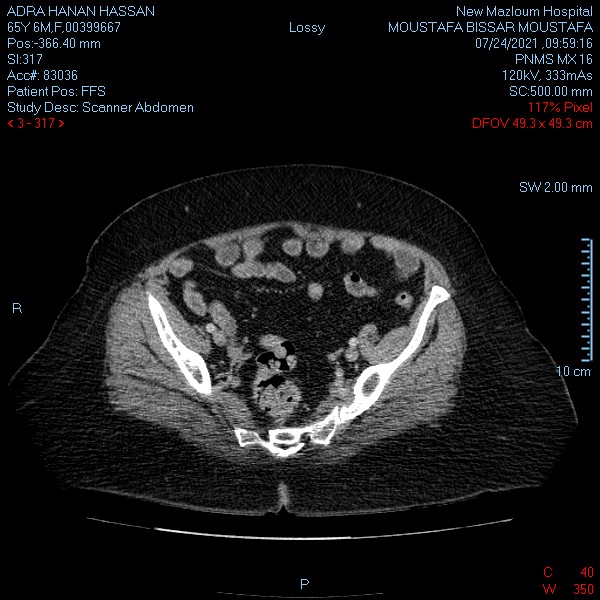 ADRA HANAN HASSAN
65Y 6M,F,00399667
Pos:-366.40 mm
SI:317
Acc#: 83036
Patient Pos: FFS
Study Desc: Scanner Abdomen
< 3 - 317 >
Lossy
New Mazloum Hospital
MOUSTAFA BISSAR MOUSTAFA
07/24/2021 ,09:59:16
PNMS MX 16
120kV, 333mAs
SC:500.00 mm
117% Pixel
DFOV 49.3 x 49.3 cm
SW 2.00 mm
R
10 cm
P
C 40
W 350